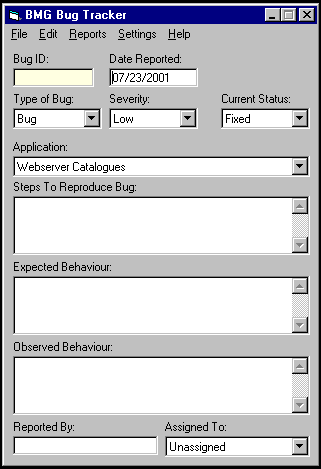 BMG Bug Tracker
File Edit Reports Settings Help
Bug ID: Date Reported:
07/23/2001
Type of Bug: Severity: Current Status:
Bug Low Fixed
Application:
Webserver Catalogues
Steps To Reproduce Bug:
Expected Behaviour:
Observed Behaviour:
Reported By: Assigned To:
Unassigned